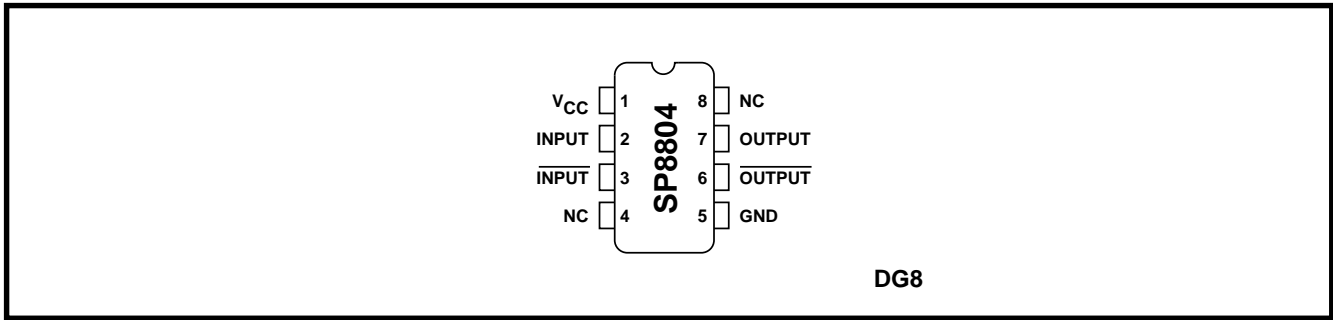 VCC 1 8 NC
INPUT 2 7 OUTPUT
INPUT 3 6 OUTPUT
NC 4 5 GND
SP8804
DG8